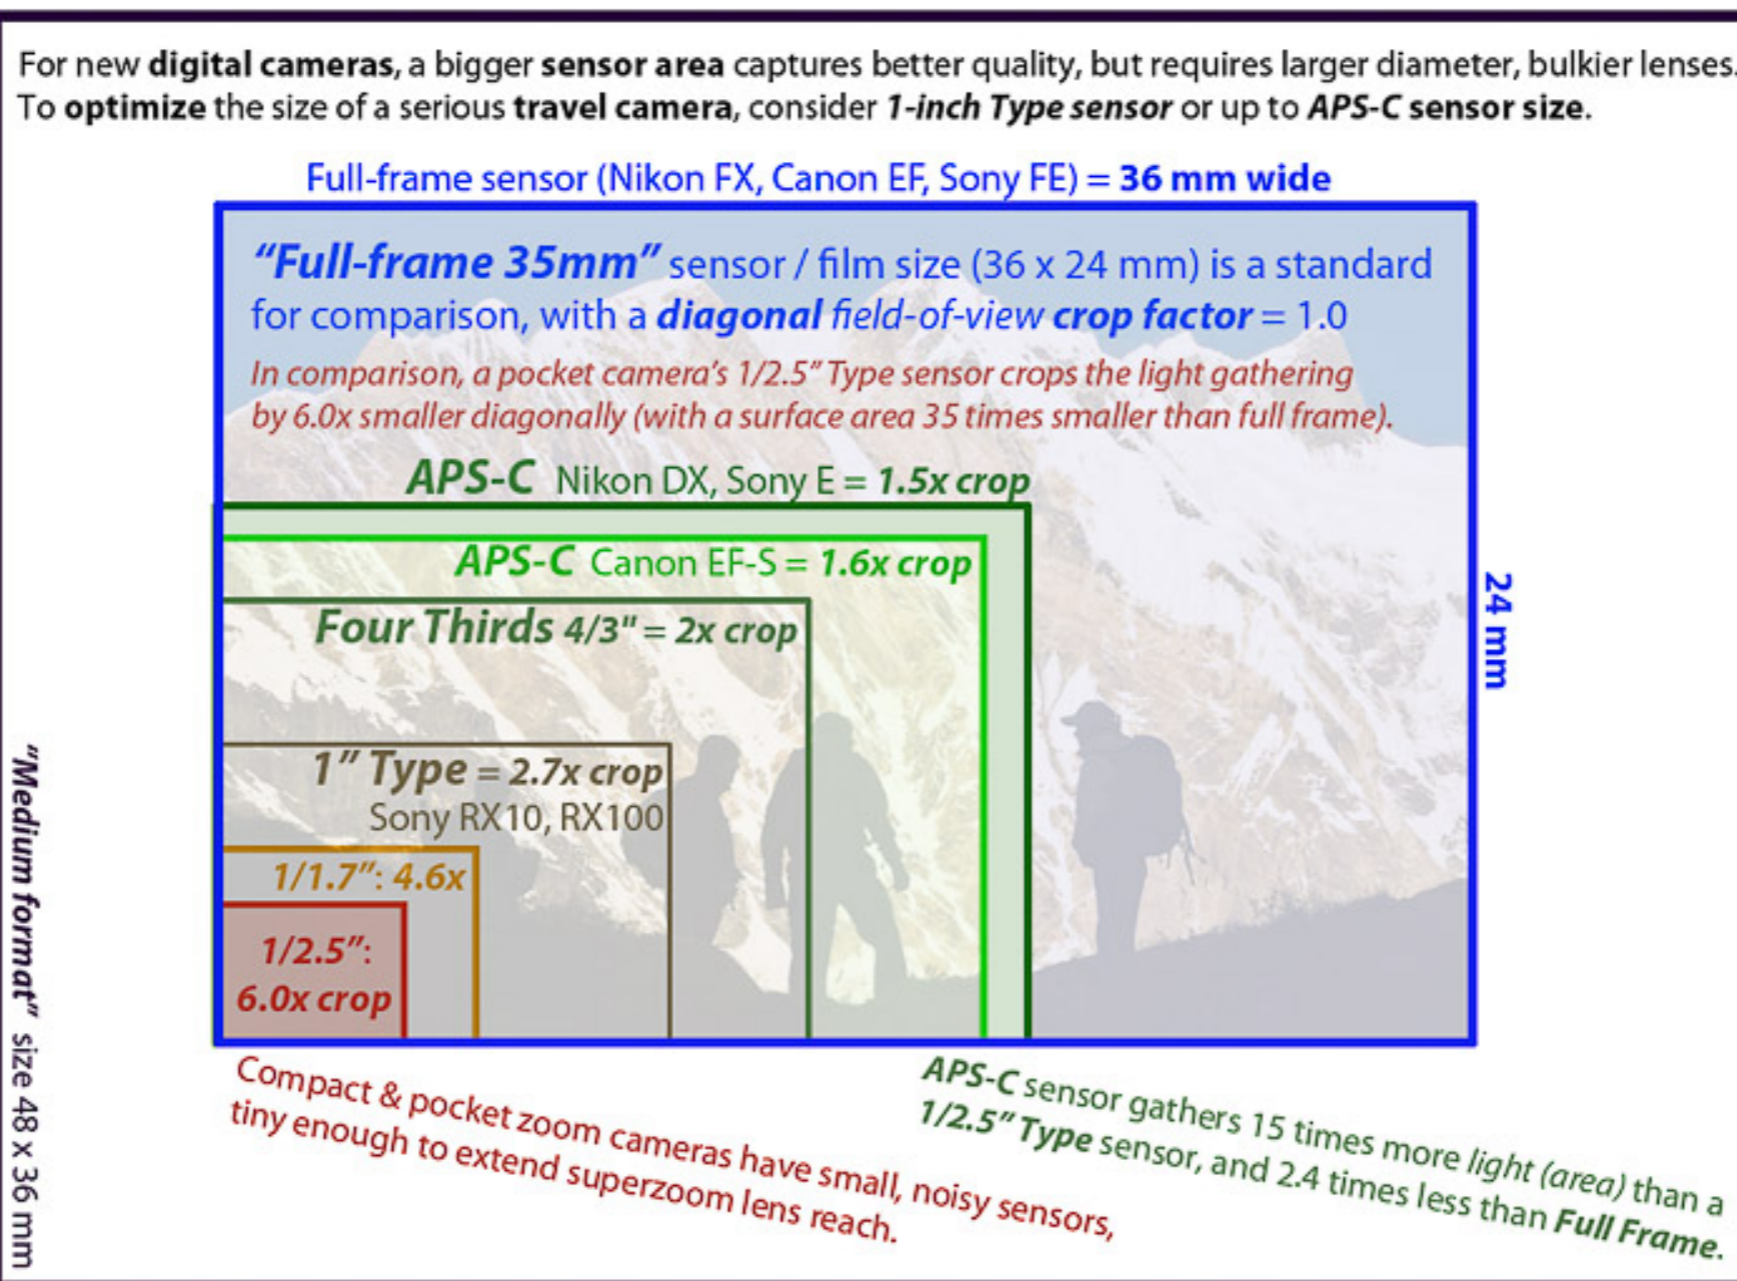 For new digital cameras, a bigger sensor area captures better quality, but requires larger diameter, bulkier lenses.
To optimize the size of a serious travel camera, consider 1-inch Type sensor or up to APS-C sensor size.
Full-frame sensor (Nikon FX, Canon EF, Sony FE) = 36 mm wide
“Full-frame 35mm” sensor / film size (36 x 24 mm) is a standard
for comparison, with a diagonal field-of-view crop factor = 1.0
In comparison, a pocket camera’s 1/2.5” Type sensor crops the light gathering
by 6.0x smaller diagonally (with a surface area 35 times smaller than full frame).
APS-C Nikon DX, Sony E = 1.5x crop
APS-C Canon EF-S = 1.6x crop
Four Thirds 4/3" = 2x crop
24 mm
1” Type = 2.7x crop
Sony RX10, RX100
1/1.7”: 4.6x
1/2.5”:
6.0x crop
“Medium format” size 48 x 36 mm
Compact & pocket zoom cameras have small, noisy sensors,
tiny enough to extend superzoom lens reach.
APS-C sensor gathers 15 times more light (area) than a
1/2.5” Type sensor, and 2.4 times less than Full Frame.